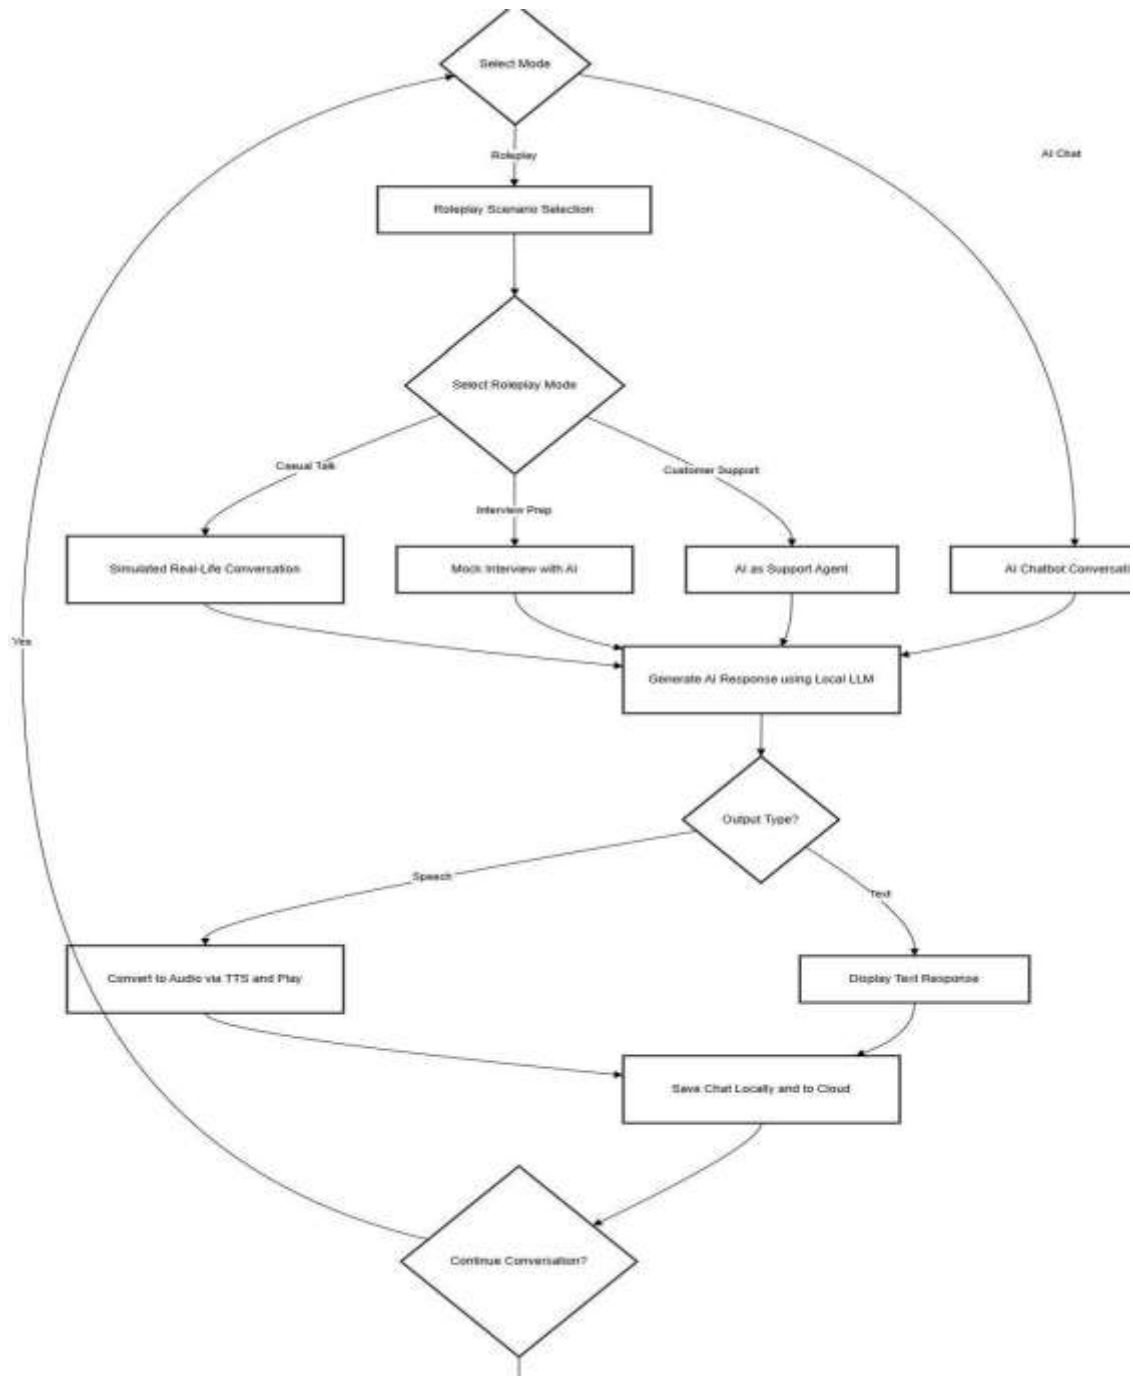 Select Mode
Roleplay
AI Chat
Roleplay Scenario Selection
Select Roleplay Mode
Casual Talk
Customer Support
Interview Prep
Simulated Real-Life Conversation
Mock Interview with AI
AI as Support Agent
AI Chatbot Conversati
Yes
Generate AI Response using Local LLM
Output Type?
Speech
Text
Convert to Audio via TTS and Play
Display Text Response
Save Chat Locally and to Cloud
Continue Conversation?